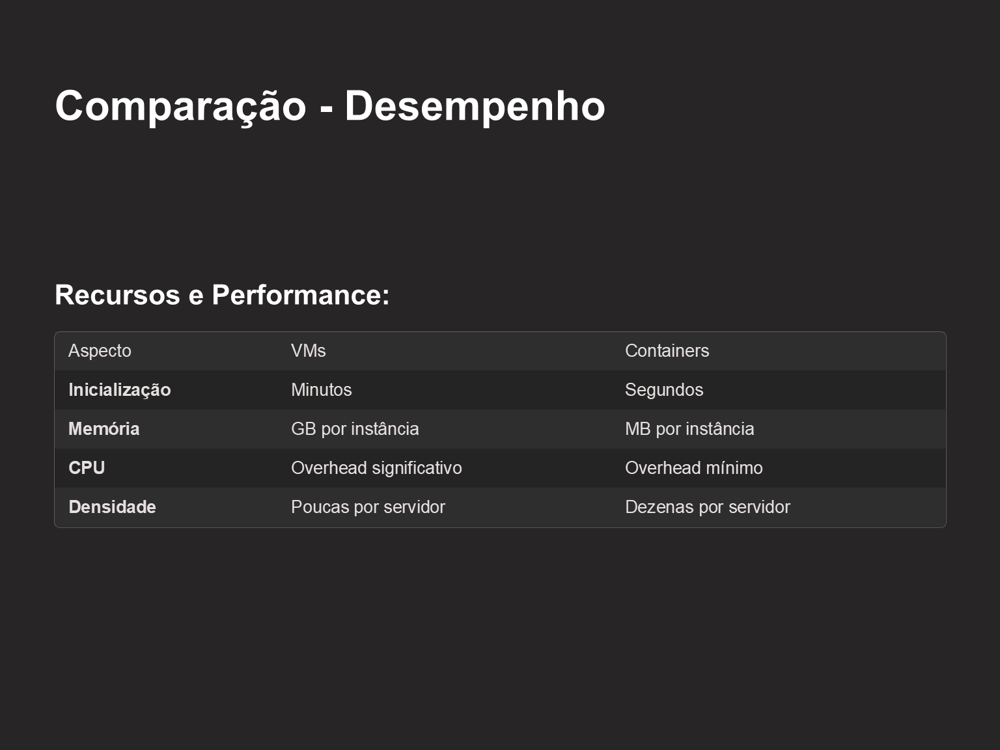 Comparação - Desempenho
Recursos e Performance:
Aspecto VMs Containers
Inicialização Minutos Segundos
Memória GB por instância MB por instância
CPU Overhead significativo Overhead mínimo
Densidade Poucas por servidor Dezenas por servidor